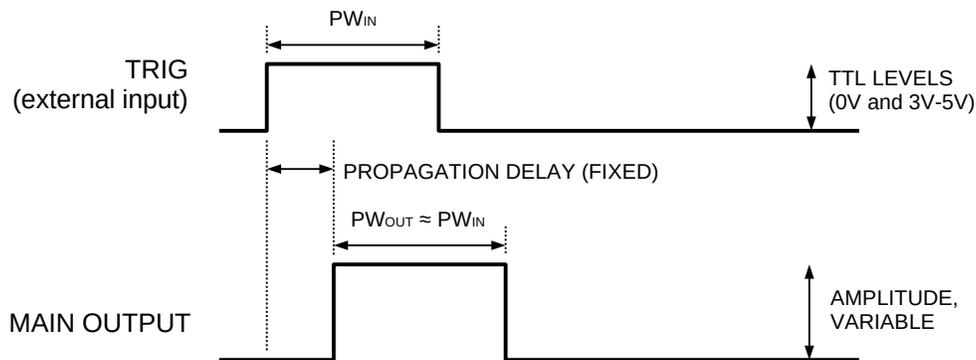 PWIN
TRIG
(external input)
TTL LEVELS
(0V and 3V-5V)
PROPAGATION DELAY (FIXED)
PWOUT ≈ PWIN
MAIN OUTPUT
AMPLITUDE,
VARIABLE